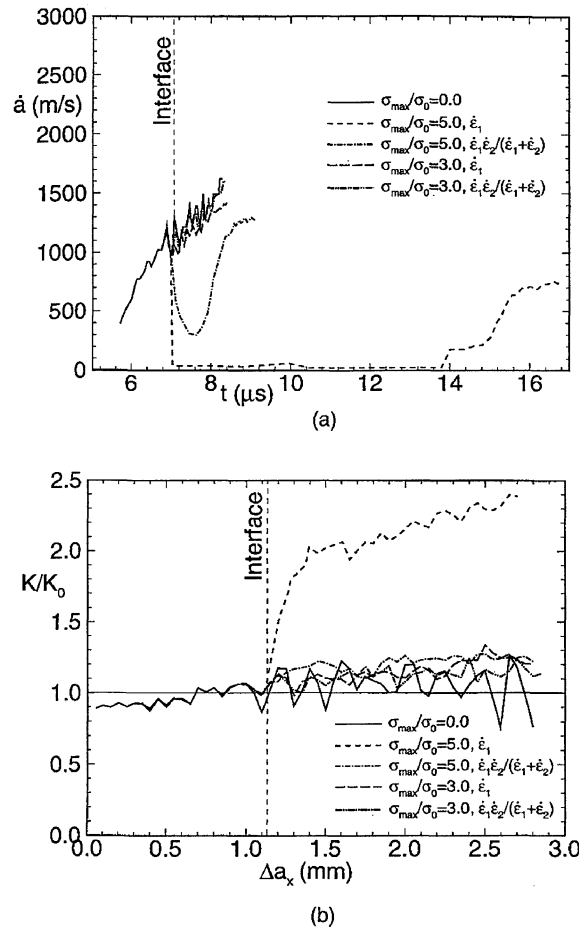 3000
2500
2000
1500
1000
500
0
ȧ (m/s)
Interface
σmax/σ0=0.0
σmax/σ0=5.0, ε̇1
σmax/σ0=5.0, ε̇1ε̇2/(ε̇1+ε̇2)
σmax/σ0=3.0, ε̇1
σmax/σ0=3.0, ε̇1ε̇2/(ε̇1+ε̇2)
6 8 10 12 14 16
t (μs)
(a)
2.5
2.0
1.5
1.0
0.5
0.0
K/K0
Interface
σmax/σ0=0.0
σmax/σ0=5.0, ε̇1
σmax/σ0=5.0, ε̇1ε̇2/(ε̇1+ε̇2)
σmax/σ0=3.0, ε̇1
σmax/σ0=3.0, ε̇1ε̇2/(ε̇1+ε̇2)
0.0 0.5 1.0 1.5 2.0 2.5 3.0
Δax (mm)
(b)